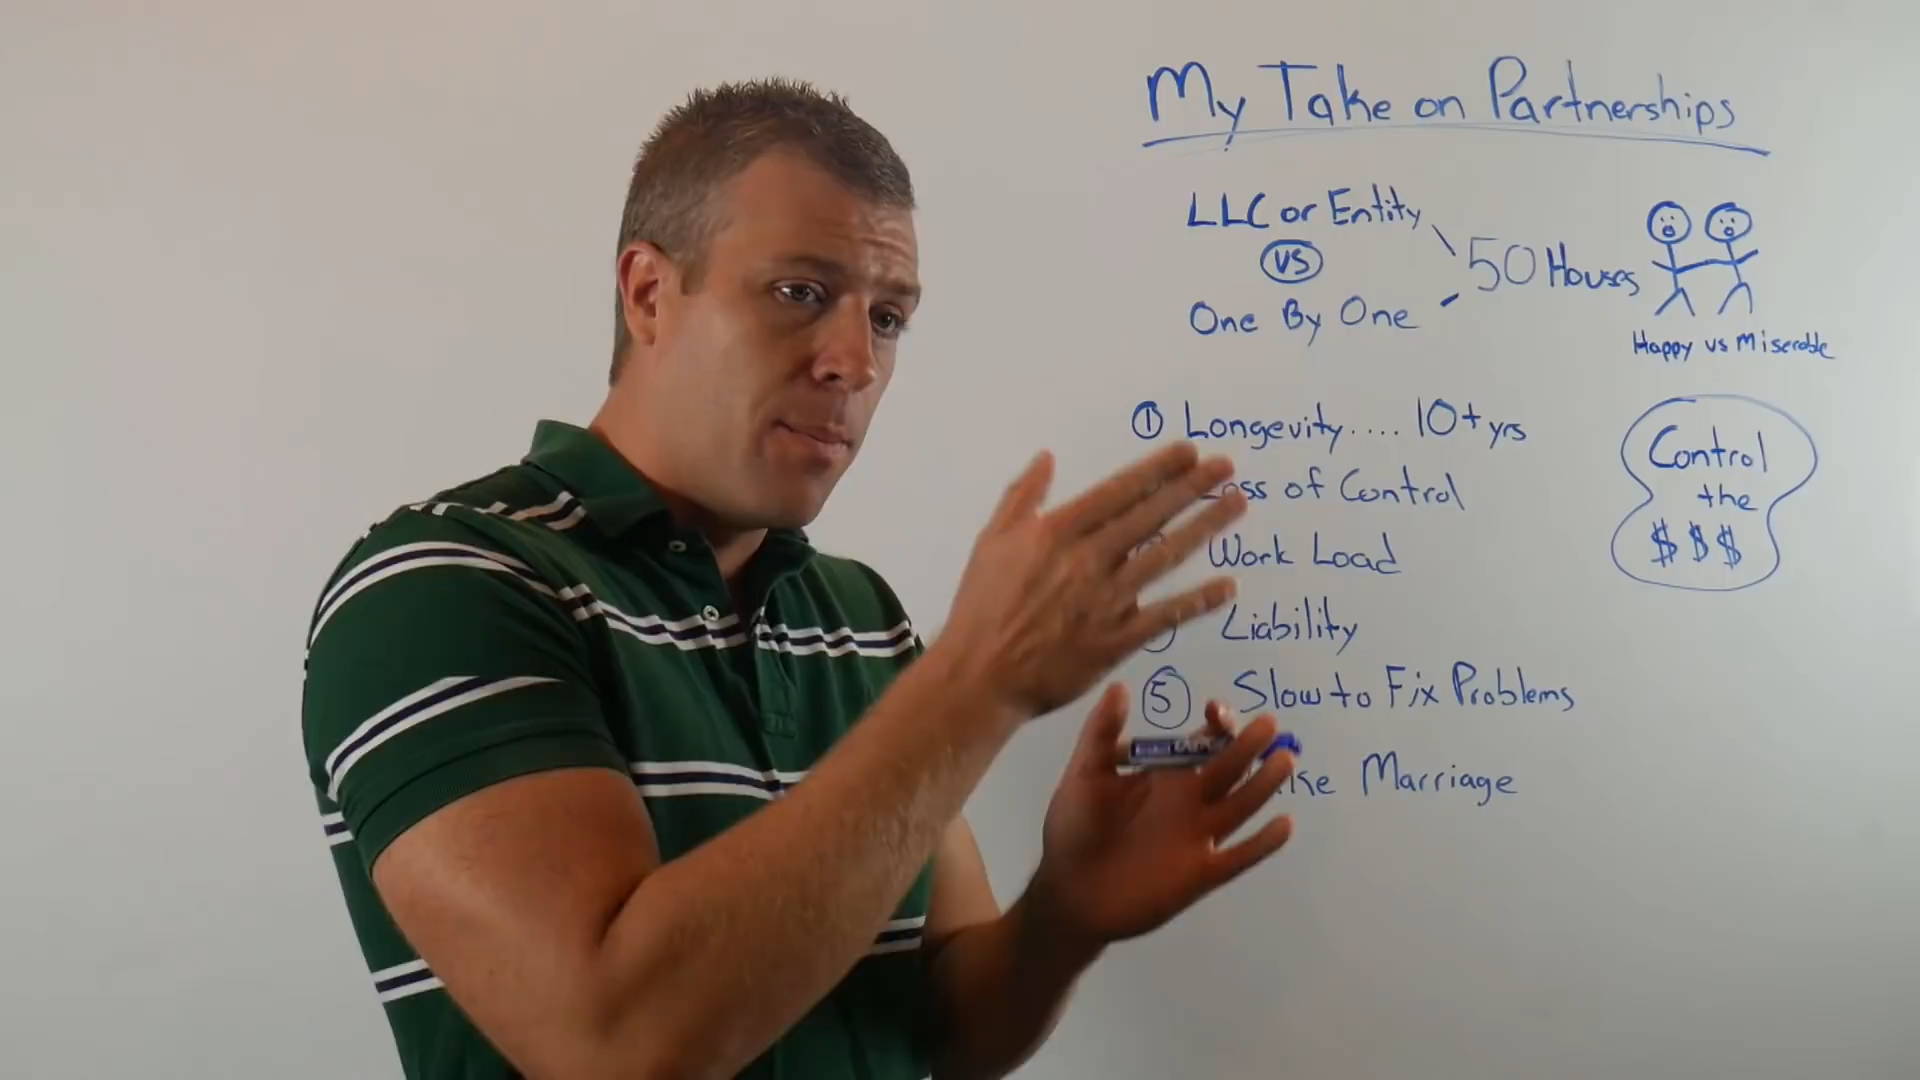 My Take on Partnerships
LLC or Entity
VS
One By One
50 Houses
Happy vs Miserable
① Longevity.... 10+ yrs
of Control
Work Load
Liability
⑤ Slow to Fix Problems
Marriage
Control
the
$ $ $